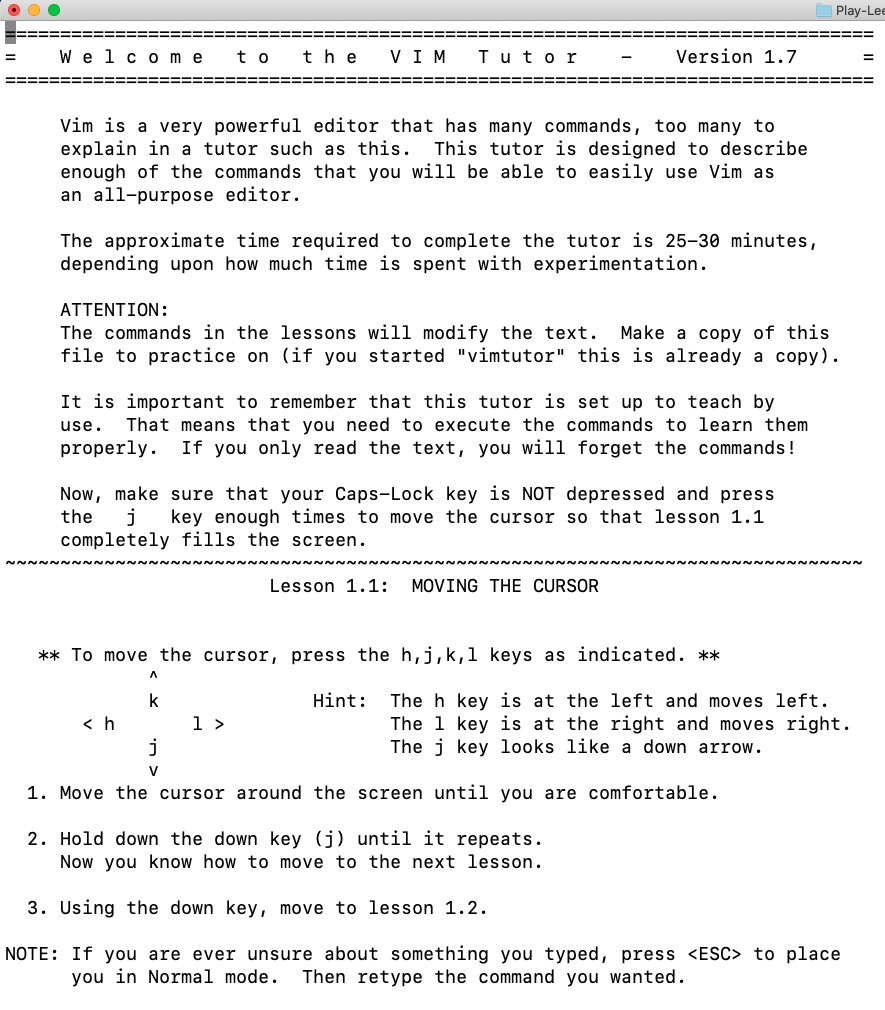 Play-Lee
===============================================================================
=    W e l c o m e   t o   t h e   V I M   T u t o r    -    Version 1.7      =
===============================================================================

     Vim is a very powerful editor that has many commands, too many to
     explain in a tutor such as this.  This tutor is designed to describe
     enough of the commands that you will be able to easily use Vim as
     an all-purpose editor.

     The approximate time required to complete the tutor is 25-30 minutes,
     depending upon how much time is spent with experimentation.

     ATTENTION:
     The commands in the lessons will modify the text.  Make a copy of this
     file to practice on (if you started "vimtutor" this is already a copy).

     It is important to remember that this tutor is set up to teach by
     use.  That means that you need to execute the commands to learn them
     properly.  If you only read the text, you will forget the commands!

     Now, make sure that your Caps-Lock key is NOT depressed and press
     the   j   key enough times to move the cursor so that lesson 1.1
     completely fills the screen.
~~~~~~~~~~~~~~~~~~~~~~~~~~~~~~~~~~~~~~~~~~~~~~~~~~~~~~~~~~~~~~~~~~~~~~~~~~~~~~
                        Lesson 1.1:  MOVING THE CURSOR


   ** To move the cursor, press the h,j,k,l keys as indicated. **
             ^
             k              Hint:  The h key is at the left and moves left.
       < h       l >               The l key is at the right and moves right.
             j                     The j key looks like a down arrow.
             v
  1. Move the cursor around the screen until you are comfortable.

  2. Hold down the down key (j) until it repeats.
     Now you know how to move to the next lesson.

  3. Using the down key, move to lesson 1.2.

NOTE: If you are ever unsure about something you typed, press <ESC> to place
      you in Normal mode.  Then retype the command you wanted.